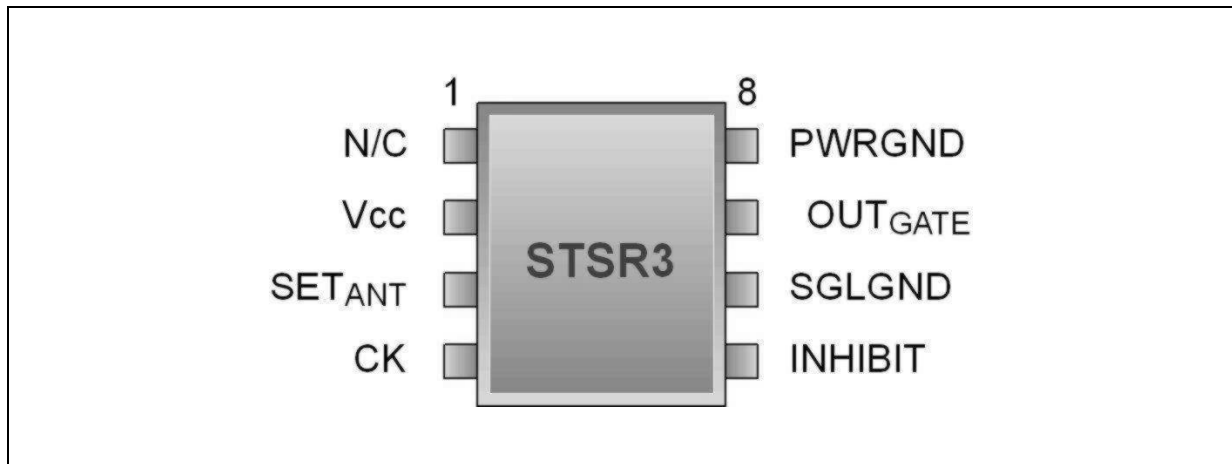 1 8
N/C PWRGND
Vcc OUTGATE
STSR3
SETANT SGLGND
CK INHIBIT